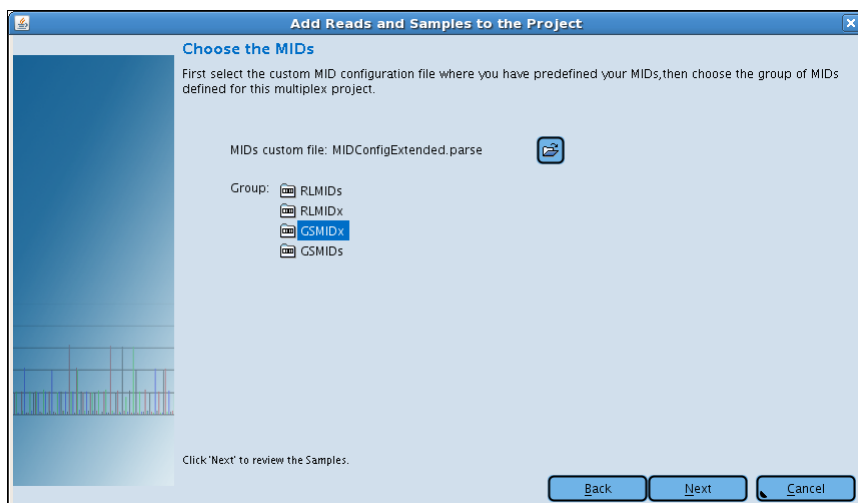 Add Reads and Samples to the Project
Choose the MIDs
First select the custom MID configuration file where you have predefined your MIDs,then choose the group of MIDs
defined for this multiplex project.
MIDs custom file: MIDConfigExtended.parse
Group:
RLMIDs
RLMIDx
GSMIDx
GSMIDs
Click 'Next' to review the Samples.
Back
Next
Cancel